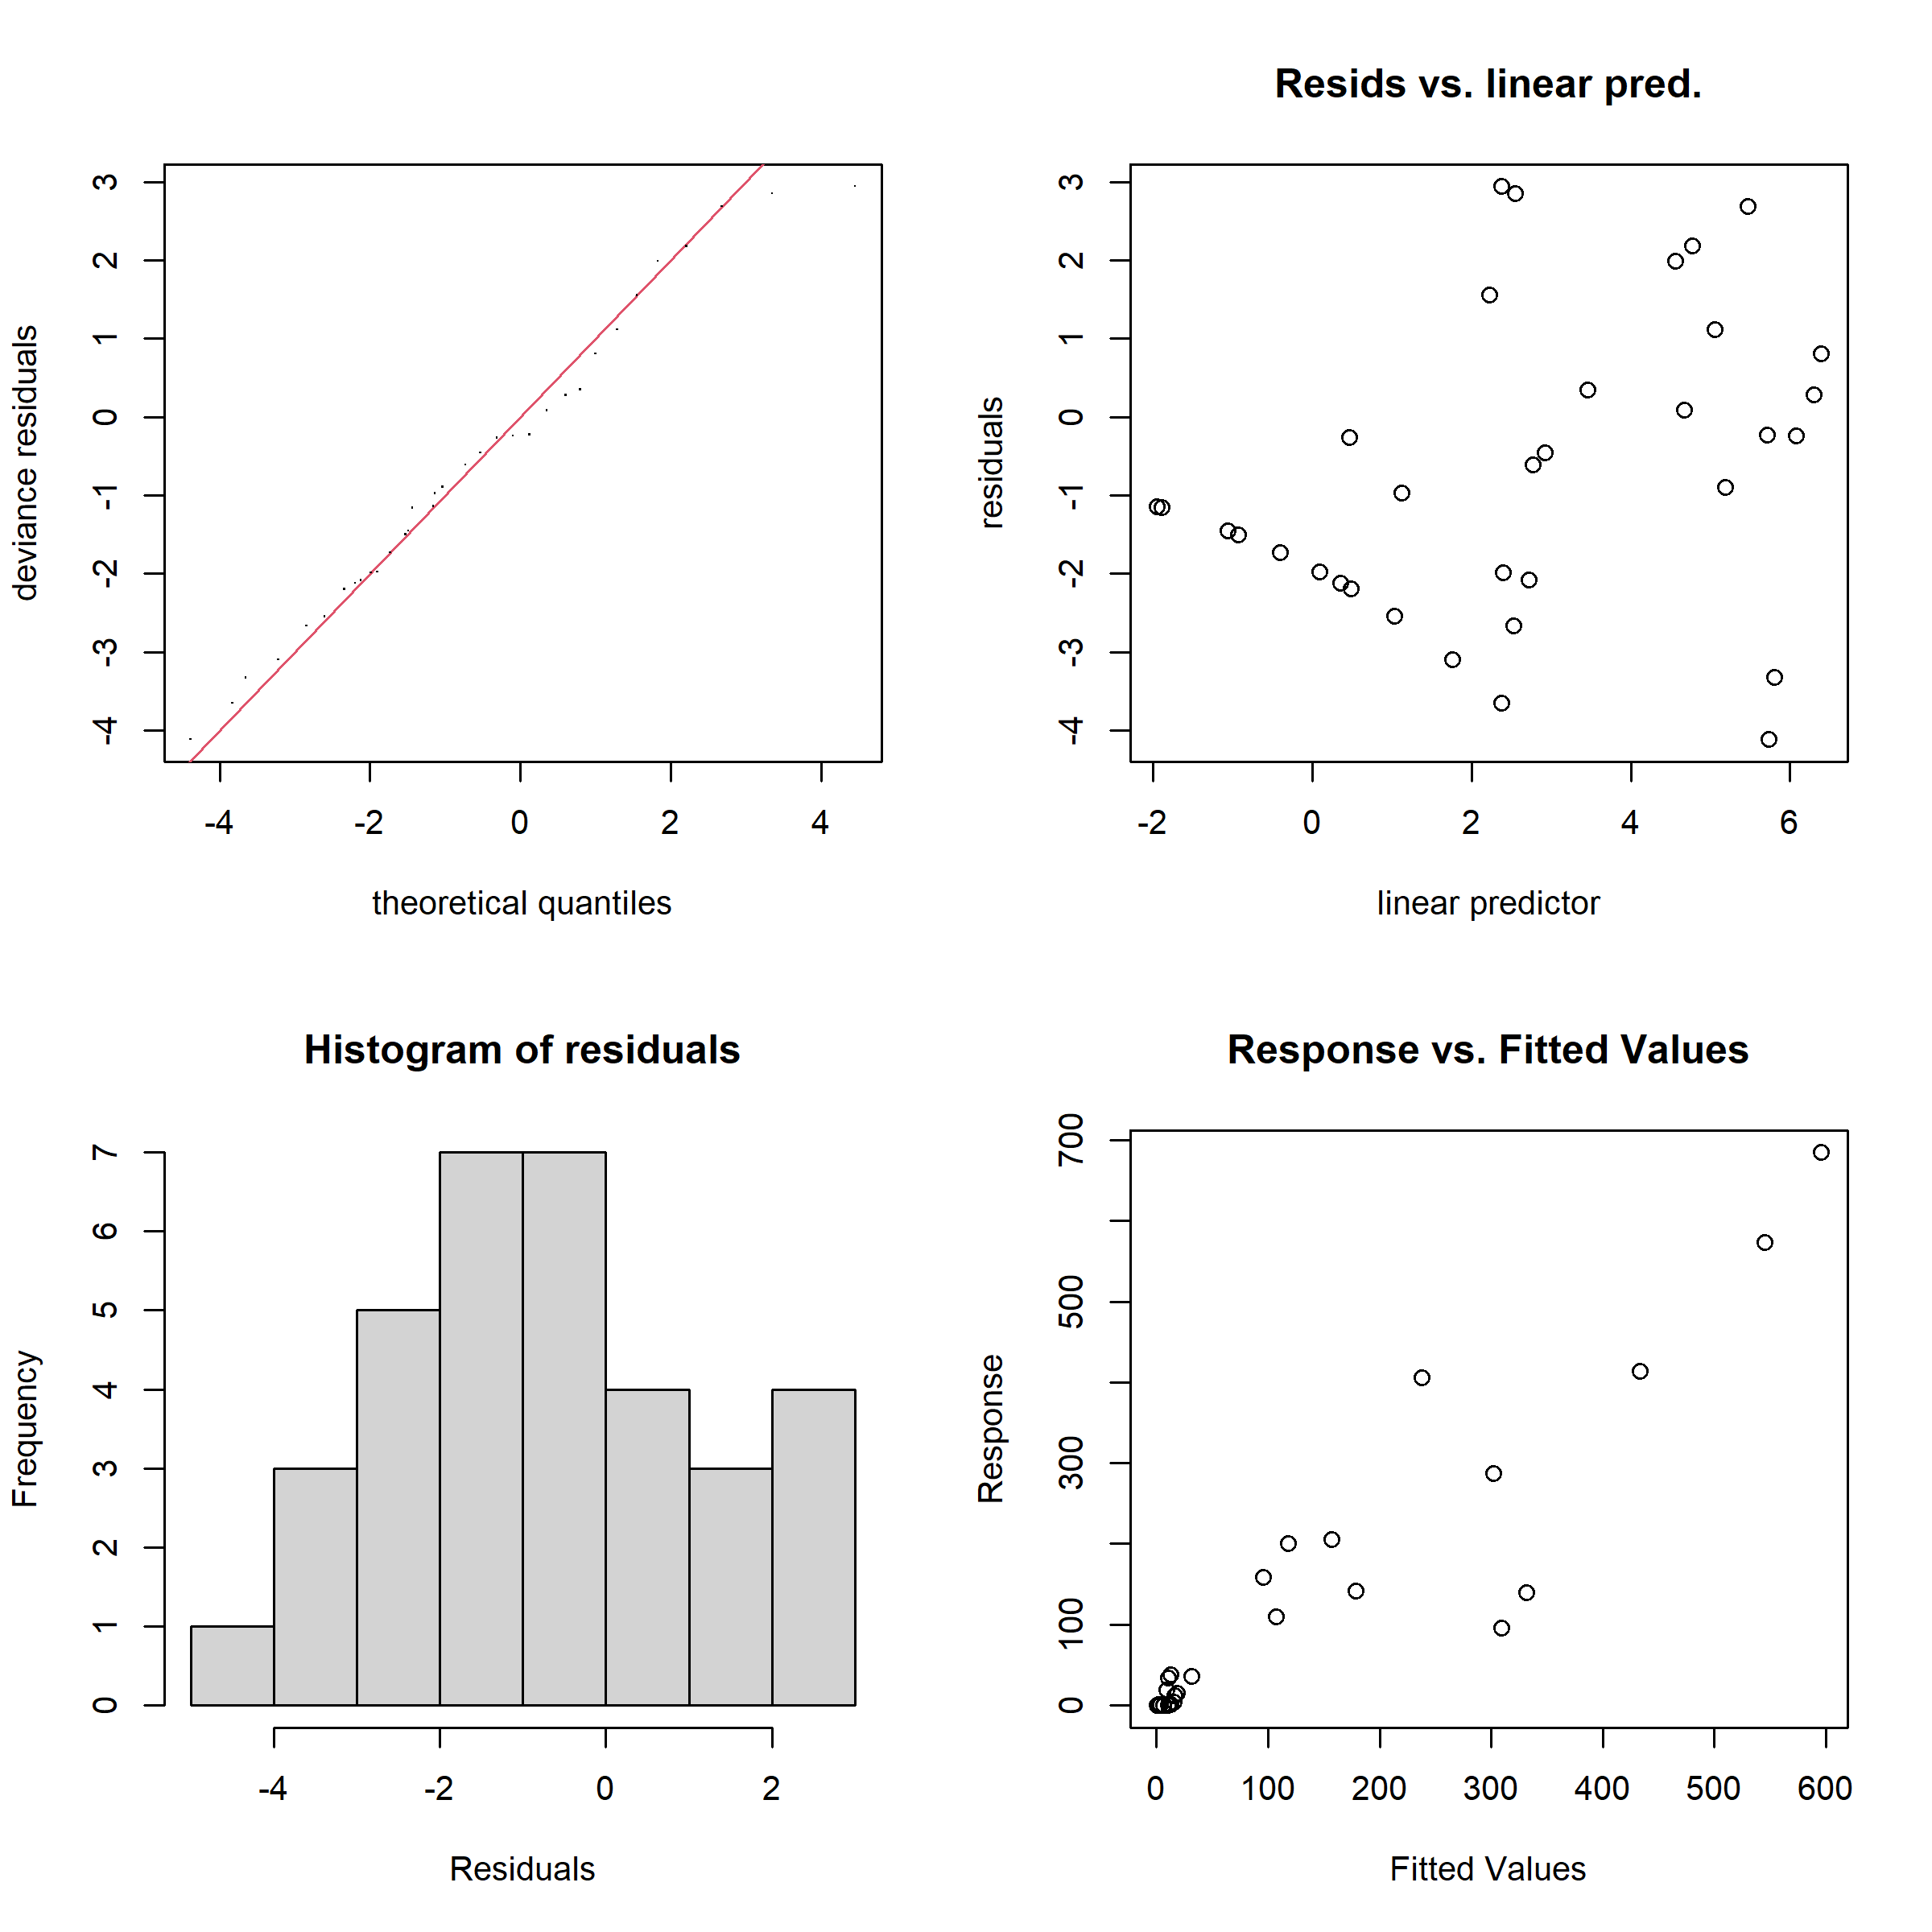 deviance residuals
3
2
1
0
-1
-2
-3
-4
-4 -2 0 2 4
theoretical quantiles
Resids vs. linear pred.
residuals
3
2
1
0
-1
-2
-3
-4
-2 0 2 4 6
linear predictor
Histogram of residuals
Frequency
7
6
5
4
3
2
1
0
-4 -2 0 2
Residuals
Response vs. Fitted Values
Response
700
500
300
100
0
0 100 200 300 400 500 600
Fitted Values